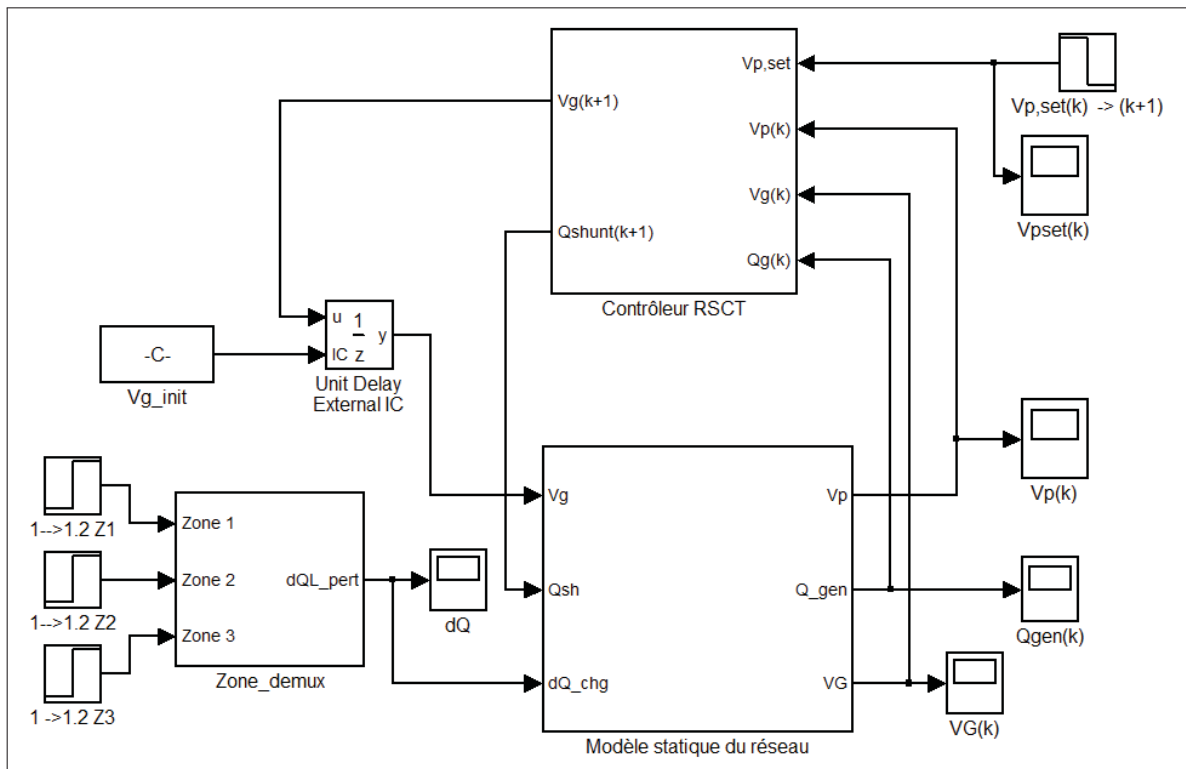 Vp,set
Vp(k)
Vg(k)
Qg(k)
Vg(k+1)
Qshunt(k+1)
Contrôleur RSCT
Vp,set(k) -> (k+1)
Vpset(k)
-C-
Vg_init
u
IC
1
z
y
Unit Delay
External IC
1-->1.2 Z1
1-->1.2 Z2
1 ->1.2 Z3
Zone 1
Zone 2
Zone 3
dQL_pert
Zone_demux
dQ
Vg
Qsh
dQ_chg
Vp
Q_gen
VG
Modèle statique du réseau
Vp(k)
Qgen(k)
VG(k)